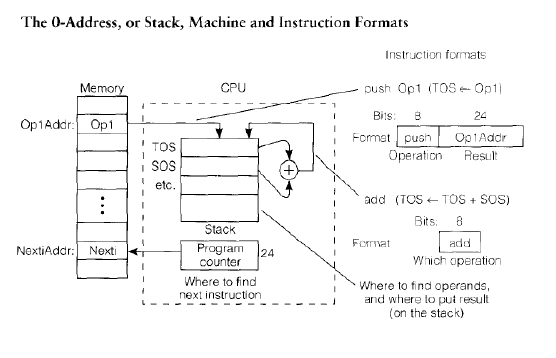 The 0-Address, or Stack, Machine and Instruction Formats
Instruction formats
Memory
CPU
push Op1 (TOS ← Op1)
Bits: 8 24
Op1Addr: Op1
Format push Op1Addr
Operation Result
TOS
SOS
etc.
+
add (TOS ← TOS + SOS)
Bits: 8
Stack
Format add
Which operation
NextiAddr: Nexti
Program
counter
24
Where to find
next instruction
Where to find operands,
and where to put result
(on the stack)